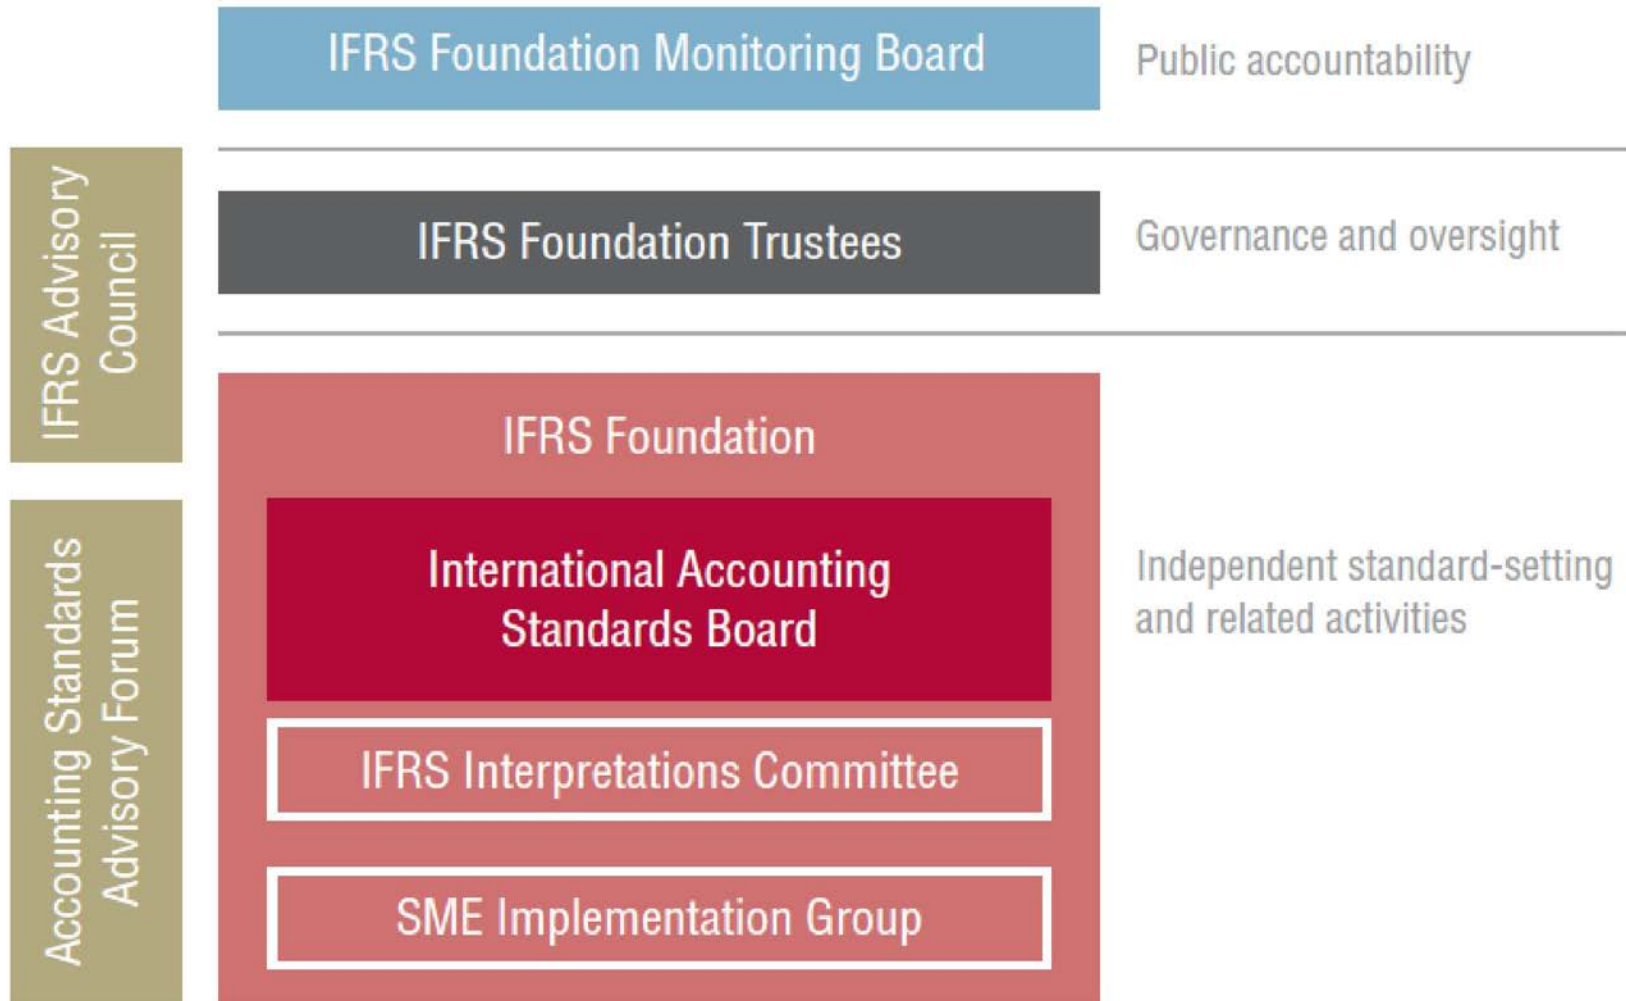 IFRS Foundation Monitoring Board
Public accountability
IFRS Advisory
Council
IFRS Foundation Trustees
Governance and oversight
IFRS Foundation
International Accounting
Standards Board
Independent standard-setting
and related activities
Accounting Standards
Advisory Forum
IFRS Interpretations Committee
SME Implementation Group